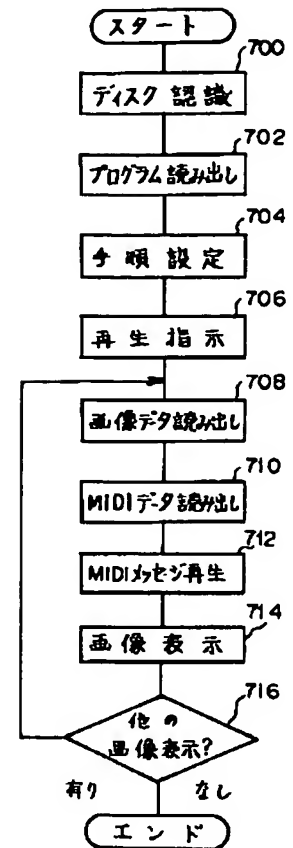 スタート
700
ディスク認識
702
プログラム読み出し
704
手順設定
706
再生指示
708
画像データ読み出し
710
MIDIデータ読み出し
712
MIDIメッセージ再生
714
画像表示
716
他の
画像表示?
有り なし
エンド